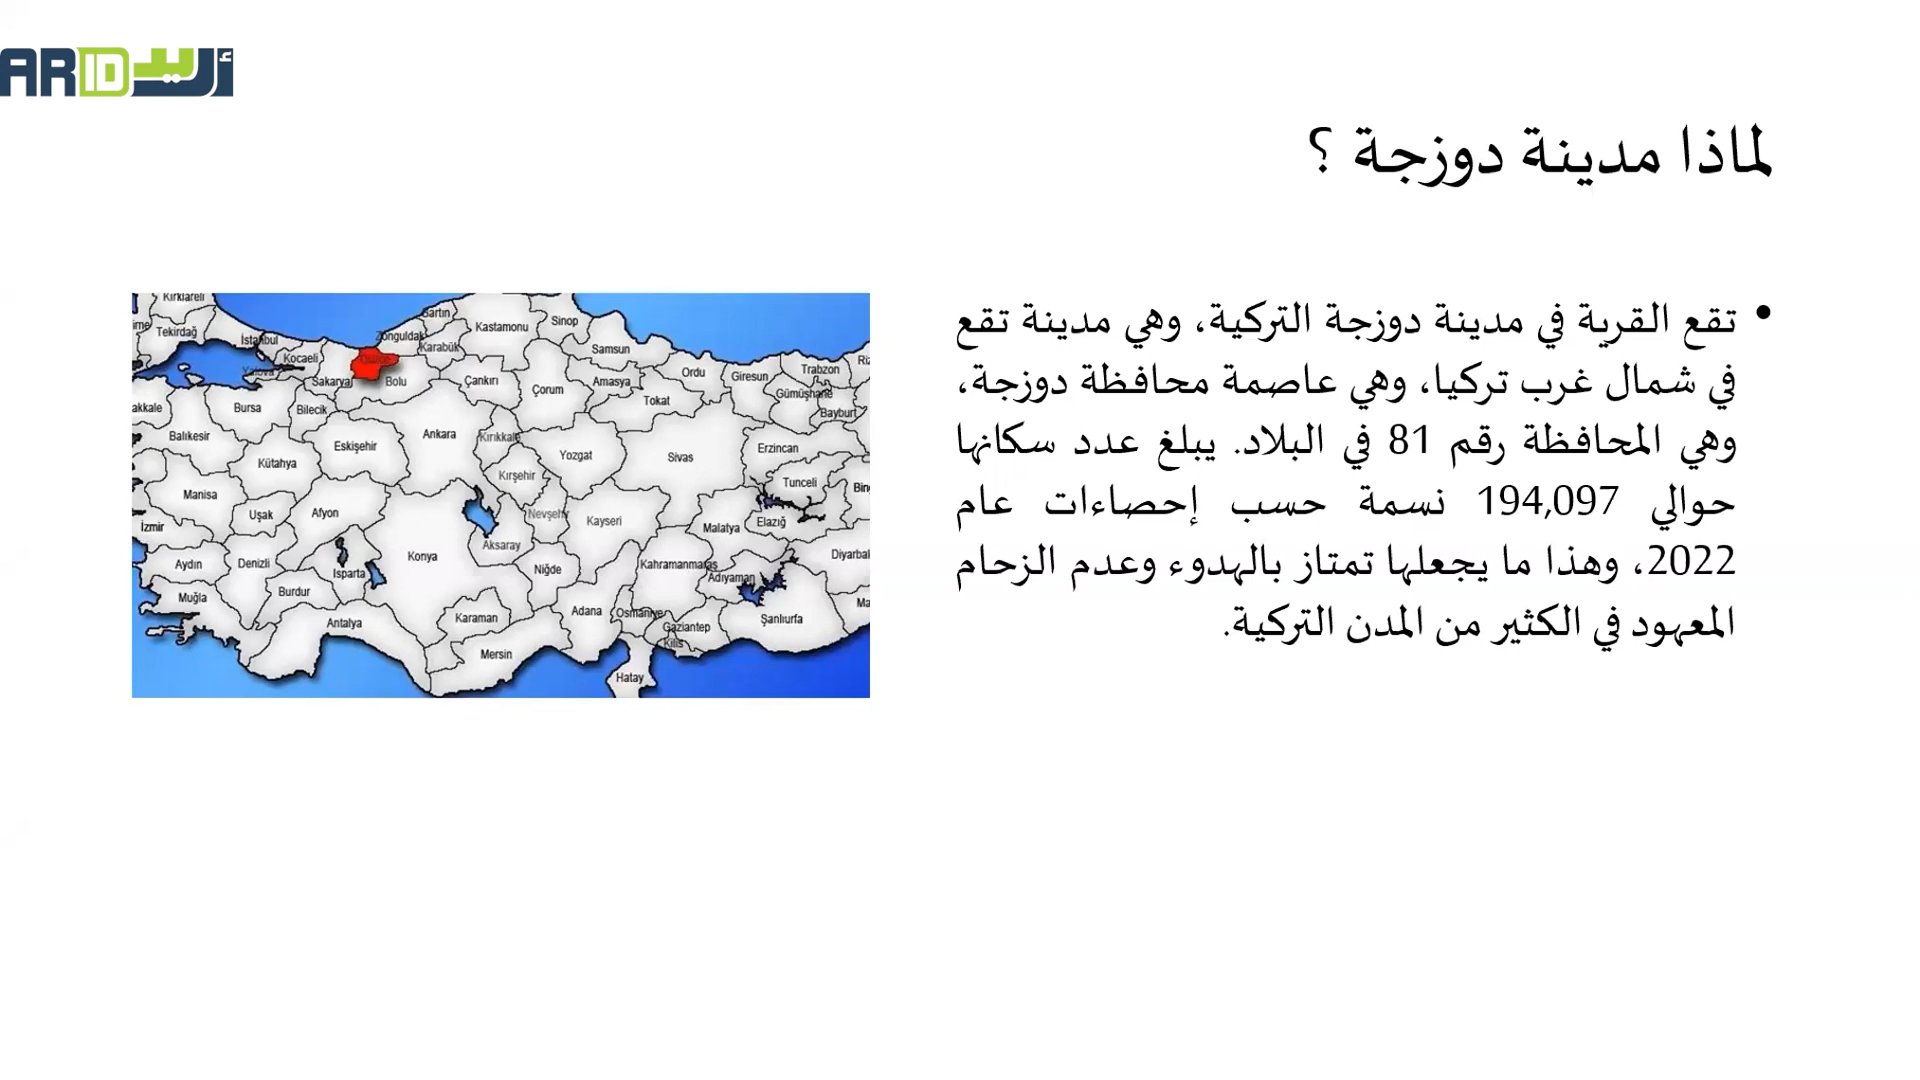 ARID أريد
لماذا مدينة دوزجة ؟
• تقع القرية في مدينة دوزجة التركية، وهي مدينة تقع
في شمال غرب تركيا، وهي عاصمة محافظة دوزجة،
وهي المحافظة رقم 81 في البلاد. يبلغ عدد سكانها
حوالي 194,097 نسمة حسب إحصاءات عام
2022، وهذا ما يجعلها تمتاز بالهدوء وعدم الزحام
المعهود في الكثير من المدن التركية.
Kırklareli
Tekirdağ
İstanbul
Kocaeli
Yalova
Sakarya
Bolu
Zonguldak
Bartın
Karabük
Kastamonu
Sinop
Samsun
Çankırı
Çorum
Amasya
Tokat
Ordu
Giresun
Trabzon
Gümüşhane
Bayburt
akkale
Bursa
Bilecik
Balıkesir
Eskişehir
Ankara
Kırıkkale
Yozgat
Sivas
Erzincan
Kütahya
Kırşehir
Tunceli
Manisa
Uşak
Afyon
Nevşehir
Kayseri
Malatya
Elazığ
İzmir
Aksaray
Konya
Aydın
Denizli
Isparta
Niğde
Kahramanmaraş
Adıyaman
Diyarbak
Muğla
Burdur
Antalya
Karaman
Adana
Osmaniye
Gaziantep
Şanlıurfa
Kilis
Mersin
Hatay